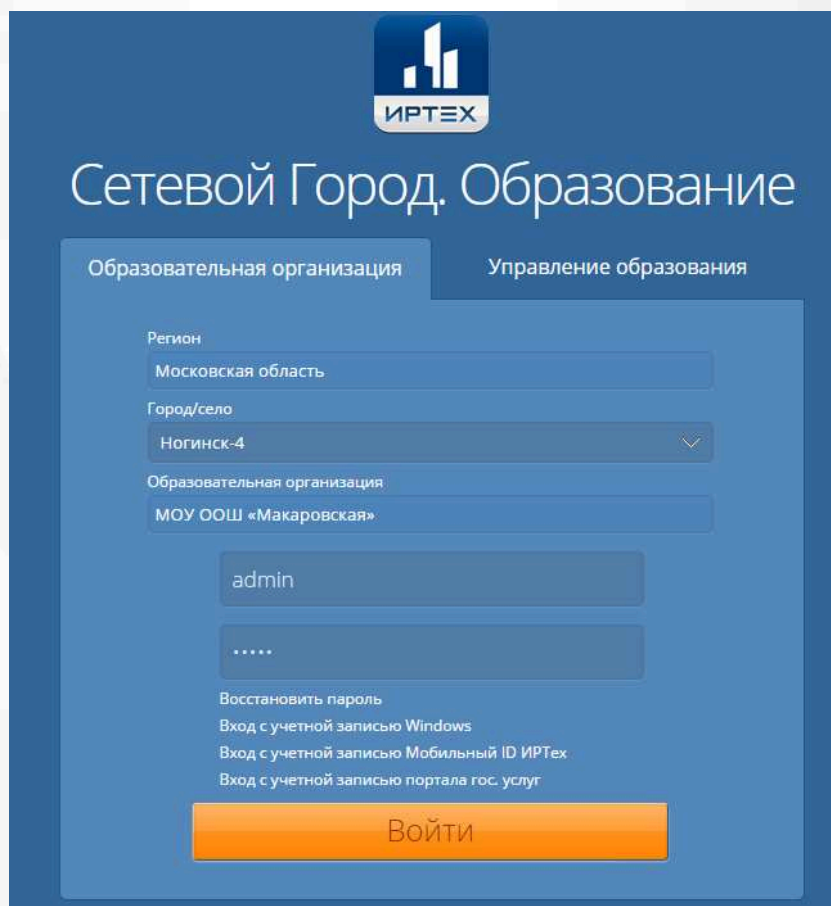 ИРТЕХ
Сетевой Город. Образование
Образовательная организация
Управление образования
Регион
Московская область
Город/село
Ногинск-4
Образовательная организация
МОУ ООШ «Макаровская»
admin
•••••
Восстановить пароль
Вход с учетной записью Windows
Вход с учетной записью Мобильный ID ИРТех
Вход с учетной записью портала гос. услуг
Войти